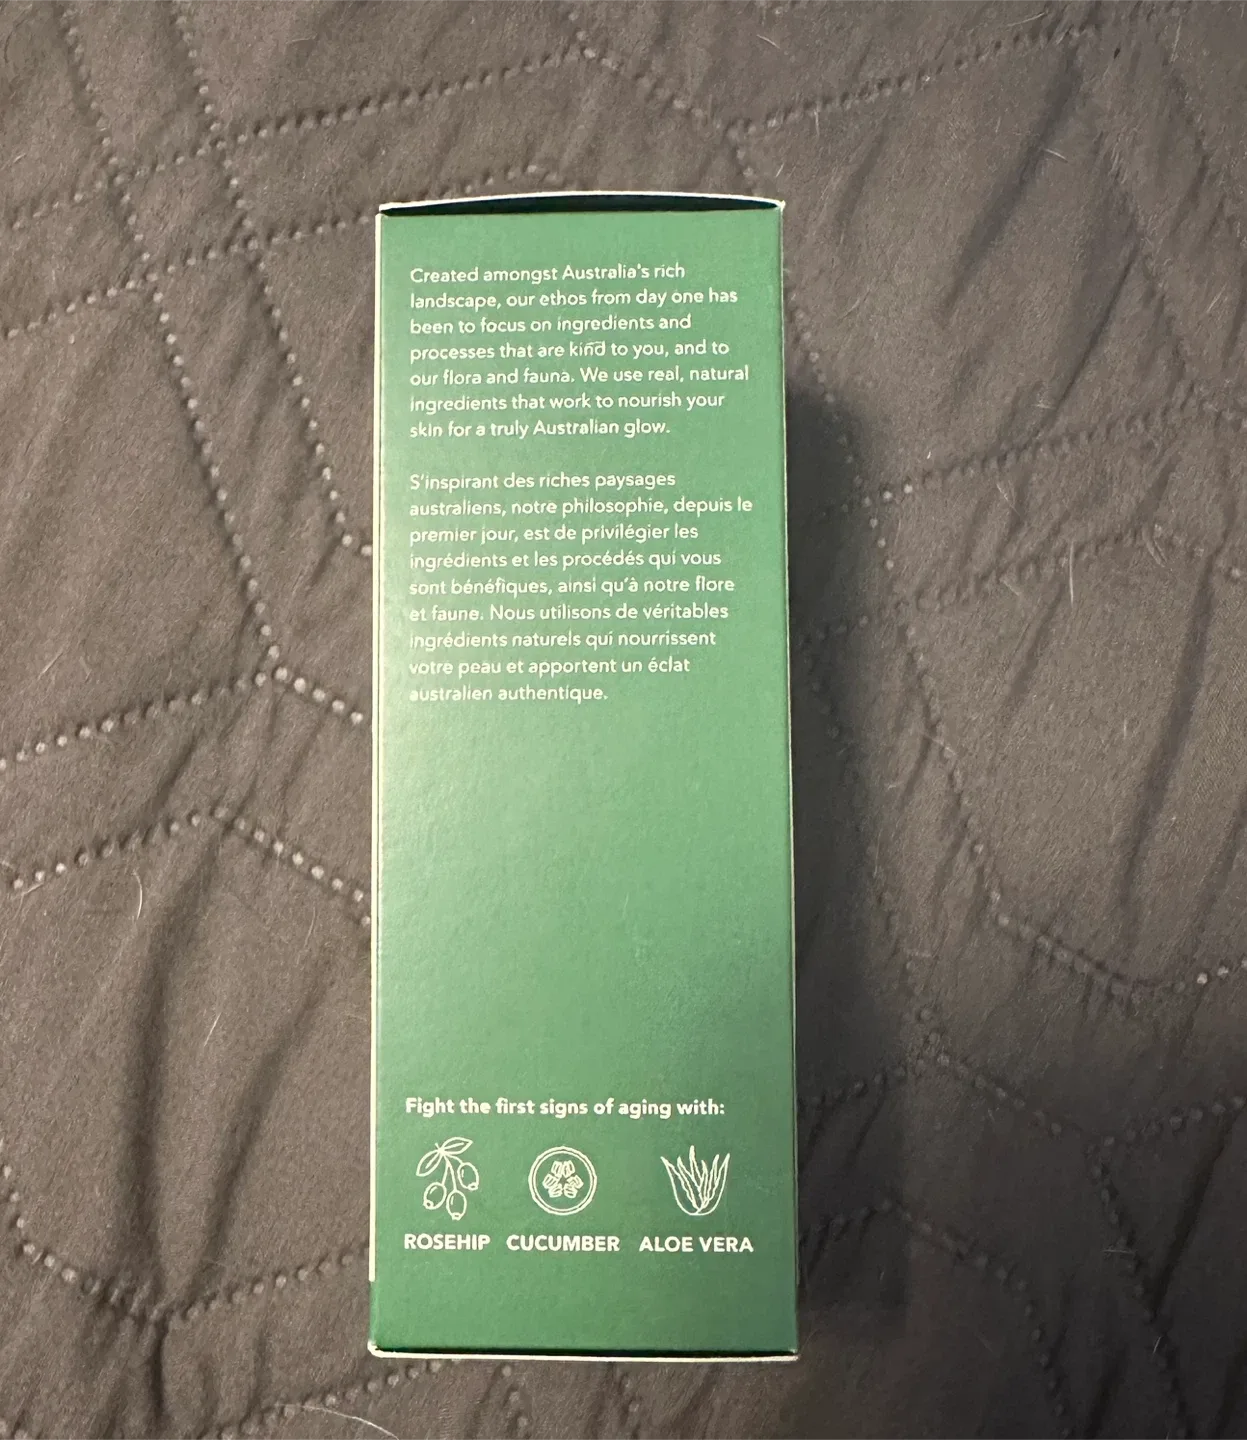 Created amongst Australia's rich
landscape, our ethos from day one has
been to focus on ingredients and
processes that are kind to you, and to
our flora and fauna. We use real, natural
ingredients that work to nourish your
skin for a truly Australian glow.
S'inspirant des riches paysages
australiens, notre philosophie, depuis le
premier jour, est de privilégier les
ingrédients et les procédés qui vous
sont bénéfiques, ainsi qu'à notre flore
et faune. Nous utilisons de véritables
ingrédients naturels qui nourrissent
votre peau et apportent un éclat
australien authentique.
Fight the first signs of aging with:
ROSEHIP CUCUMBER ALOE VERA